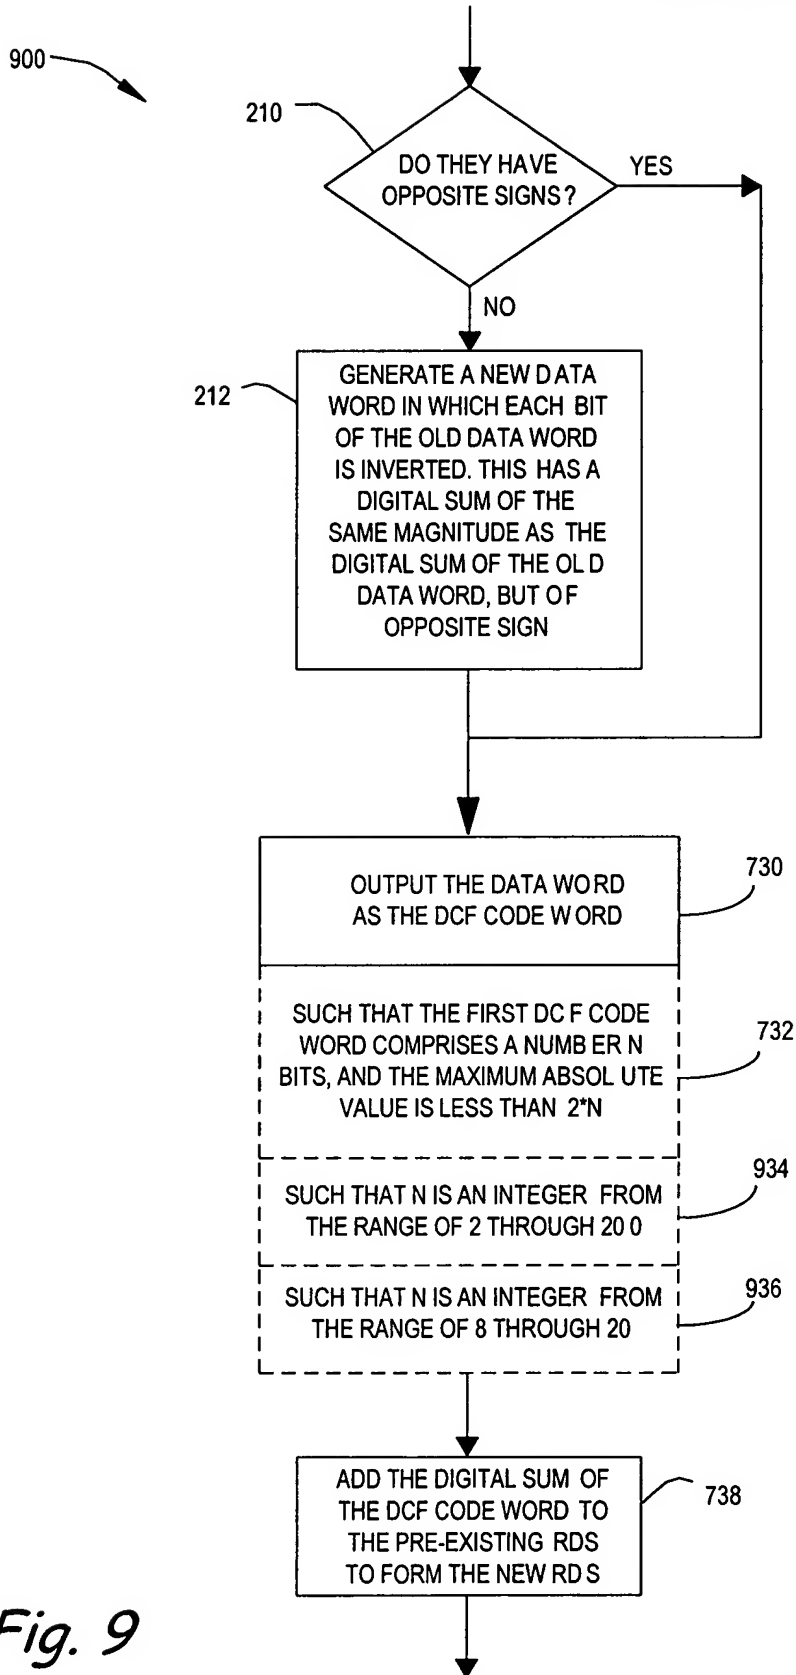 900
210
DO THEY HAVE
OPPOSITE SIGNS?
YES
NO
212
GENERATE A NEW DATA
WORD IN WHICH EACH BIT
OF THE OLD DATA WORD
IS INVERTED. THIS HAS A
DIGITAL SUM OF THE
SAME MAGNITUDE AS THE
DIGITAL SUM OF THE OLD
DATA WORD, BUT OF
OPPOSITE SIGN
OUTPUT THE DATA WORD
AS THE DCF CODE WORD
730
SUCH THAT THE FIRST DCF CODE
WORD COMPRISES A NUMBER N
BITS, AND THE MAXIMUM ABSOLUTE
VALUE IS LESS THAN 2*N
732
SUCH THAT N IS AN INTEGER FROM
THE RANGE OF 2 THROUGH 200
934
SUCH THAT N IS AN INTEGER FROM
THE RANGE OF 8 THROUGH 20
936
ADD THE DIGITAL SUM OF
THE DCF CODE WORD TO
THE PRE-EXISTING RDS
TO FORM THE NEW RDS
738
Fig. 9